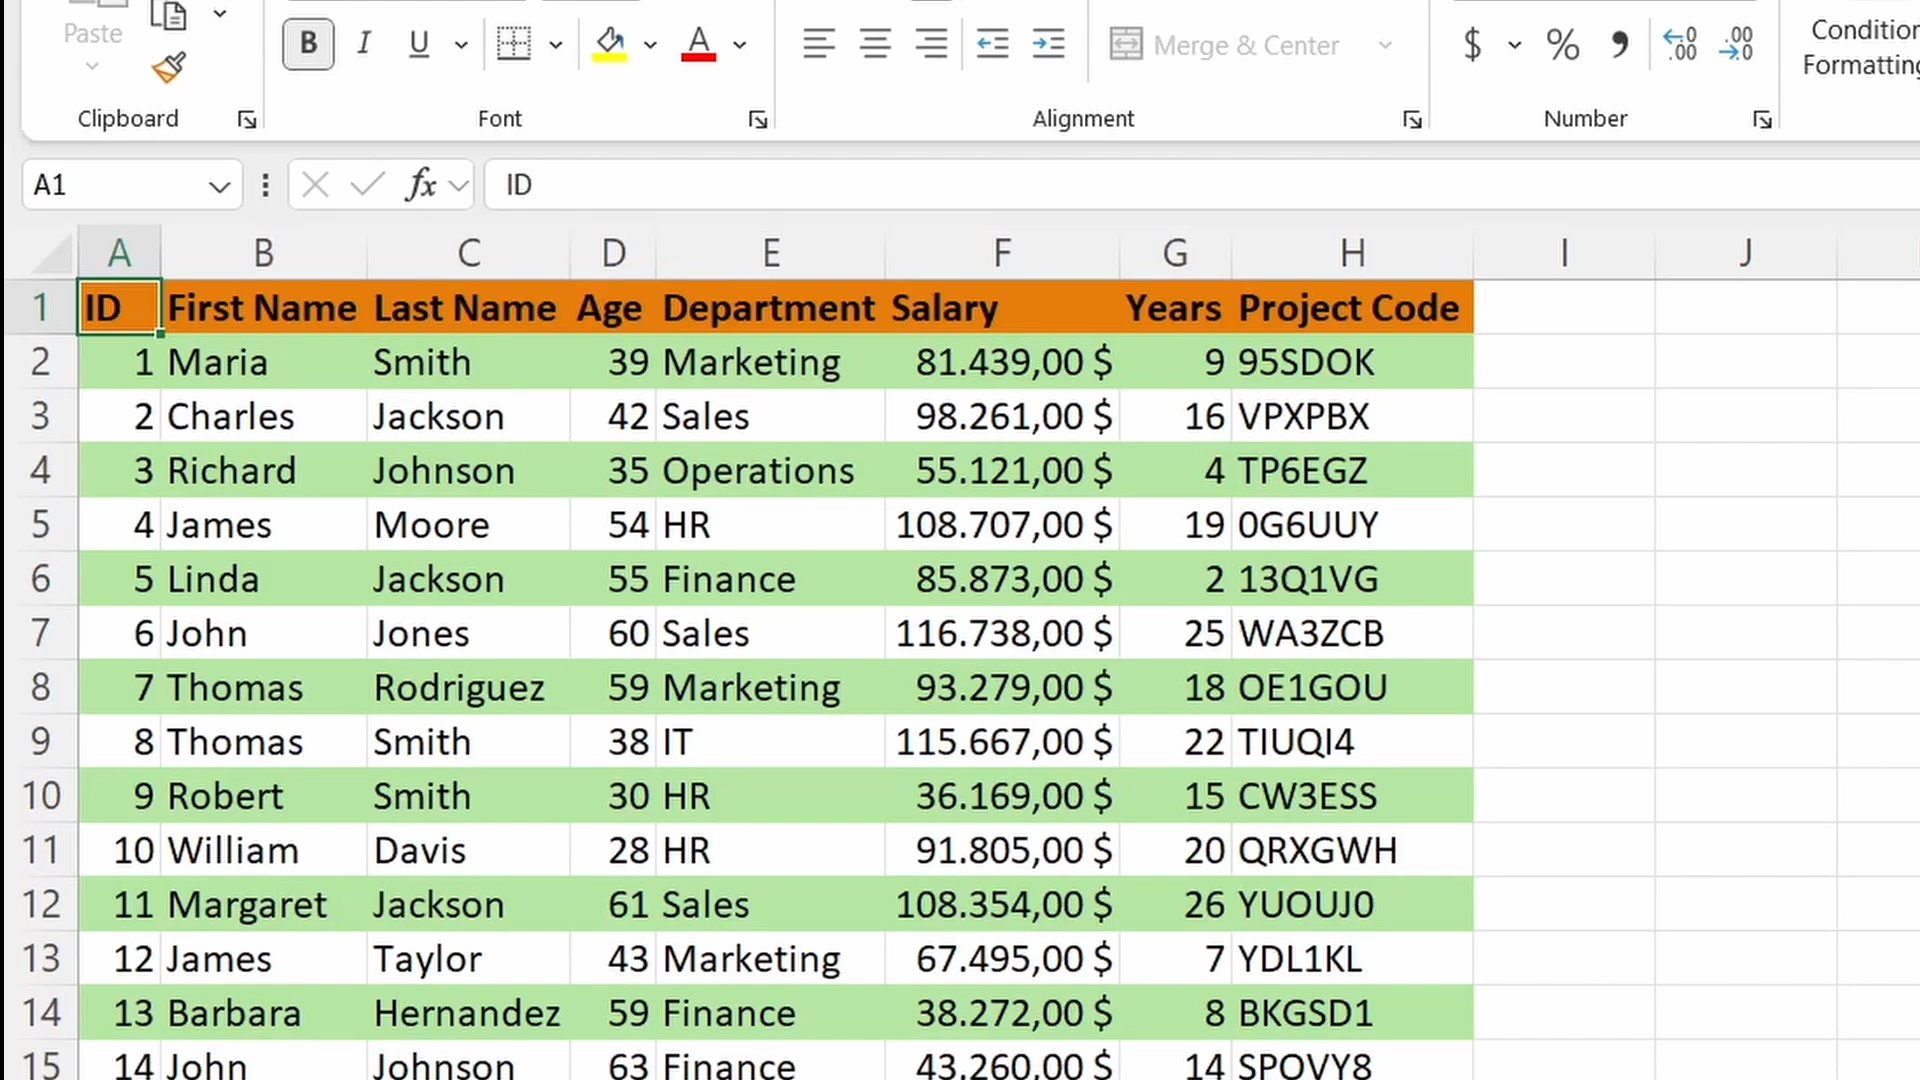 Paste
Clipboard
B I U A
Font
Merge & Center
Alignment
$ % 9 ←0 .00 .00 →0
Number
Condition
Formatting
A1
fx
ID
A B C D E F G H I J
1 ID First Name Last Name Age Department Salary Years Project Code
2 1 Maria Smith 39 Marketing 81.439,00 $ 9 95SDOK
3 2 Charles Jackson 42 Sales 98.261,00 $ 16 VPXPBX
4 3 Richard Johnson 35 Operations 55.121,00 $ 4 TP6EGZ
5 4 James Moore 54 HR 108.707,00 $ 19 0G6UUY
6 5 Linda Jackson 55 Finance 85.873,00 $ 2 13Q1VG
7 6 John Jones 60 Sales 116.738,00 $ 25 WA3ZCB
8 7 Thomas Rodriguez 59 Marketing 93.279,00 $ 18 OE1GOU
9 8 Thomas Smith 38 IT 115.667,00 $ 22 TIUQI4
10 9 Robert Smith 30 HR 36.169,00 $ 15 CW3ESS
11 10 William Davis 28 HR 91.805,00 $ 20 QRXGWH
12 11 Margaret Jackson 61 Sales 108.354,00 $ 26 YUOUJ0
13 12 James Taylor 43 Marketing 67.495,00 $ 7 YDL1KL
14 13 Barbara Hernandez 59 Finance 38.272,00 $ 8 BKGSD1
15 14 John Johnson 63 Finance 43.260,00 $ 14 SPOVY8